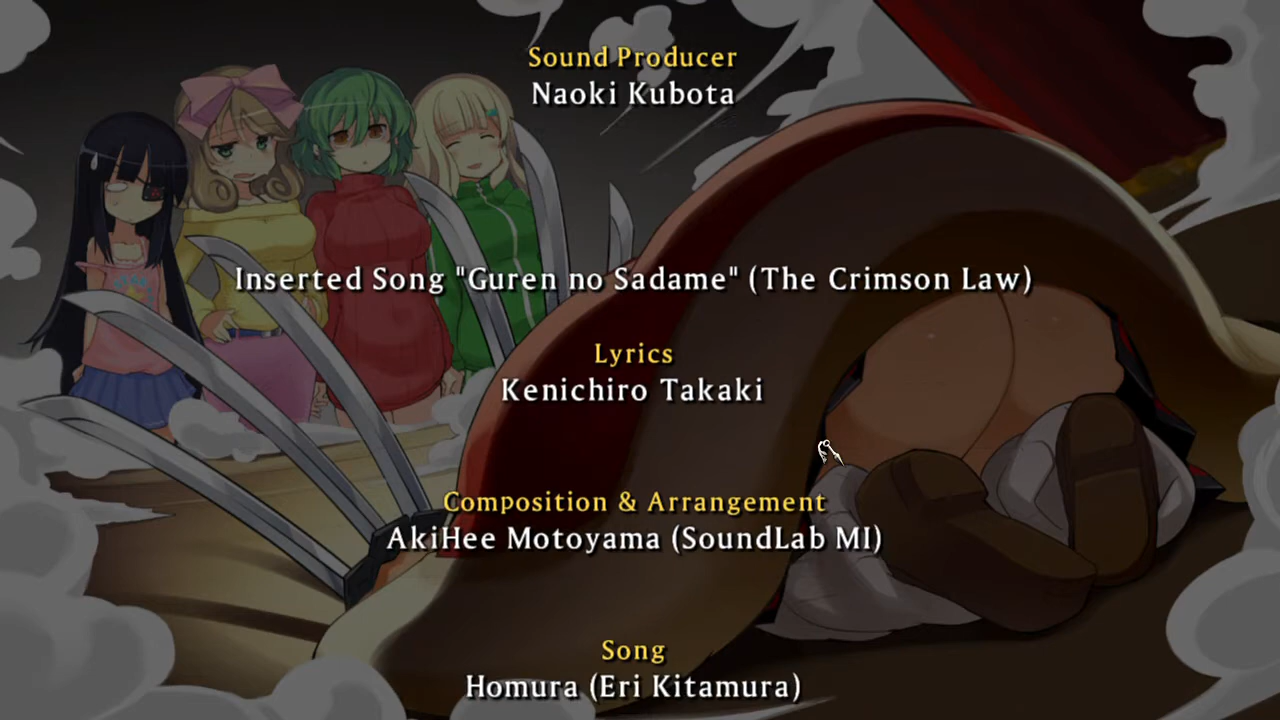 Sound Producer
Naoki Kubota
Inserted Song "Guren no Sadame" (The Crimson Law)
Lyrics
Kenichiro Takaki
Composition & Arrangement
AkiHee Motoyama (SoundLab MI)
Song
Homura (Eri Kitamura)